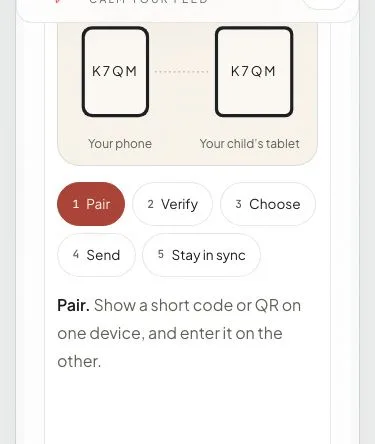 CALM YOUR FEED
K7QM K7QM
Your phone Your child's tablet
1 Pair 2 Verify 3 Choose
4 Send 5 Stay in sync
Pair. Show a short code or QR on
one device, and enter it on the
other.